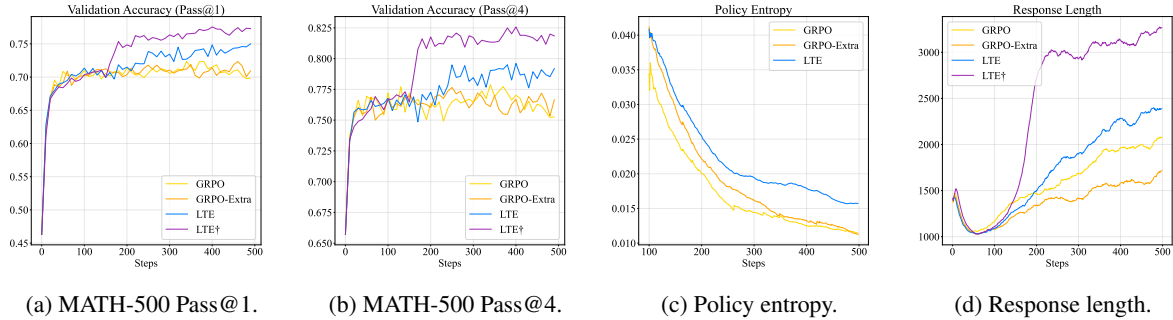 Validation Accuracy (Pass@1)
0.75
0.70
0.65
0.60
0.55
0.50
0.45
GRPO
GRPO-Extra
LTE
LTE†
0
100
200
300
400
500
Steps
(a) MATH-500 Pass@1.
Validation Accuracy (Pass@4)
0.825
0.800
0.775
0.750
0.725
0.700
0.675
0.650
GRPO
GRPO-Extra
LTE
LTE†
0
100
200
300
400
500
Steps
(b) MATH-500 Pass@4.
Policy Entropy
0.040
0.035
0.030
0.025
0.020
0.015
0.010
GRPO
GRPO-Extra
LTE
100
200
300
400
500
Steps
(c) Policy entropy.
Response Length
3000
2500
2000
1500
1000
GRPO
GRPO-Extra
LTE
LTE†
0
100
200
300
400
500
Steps
(d) Response length.